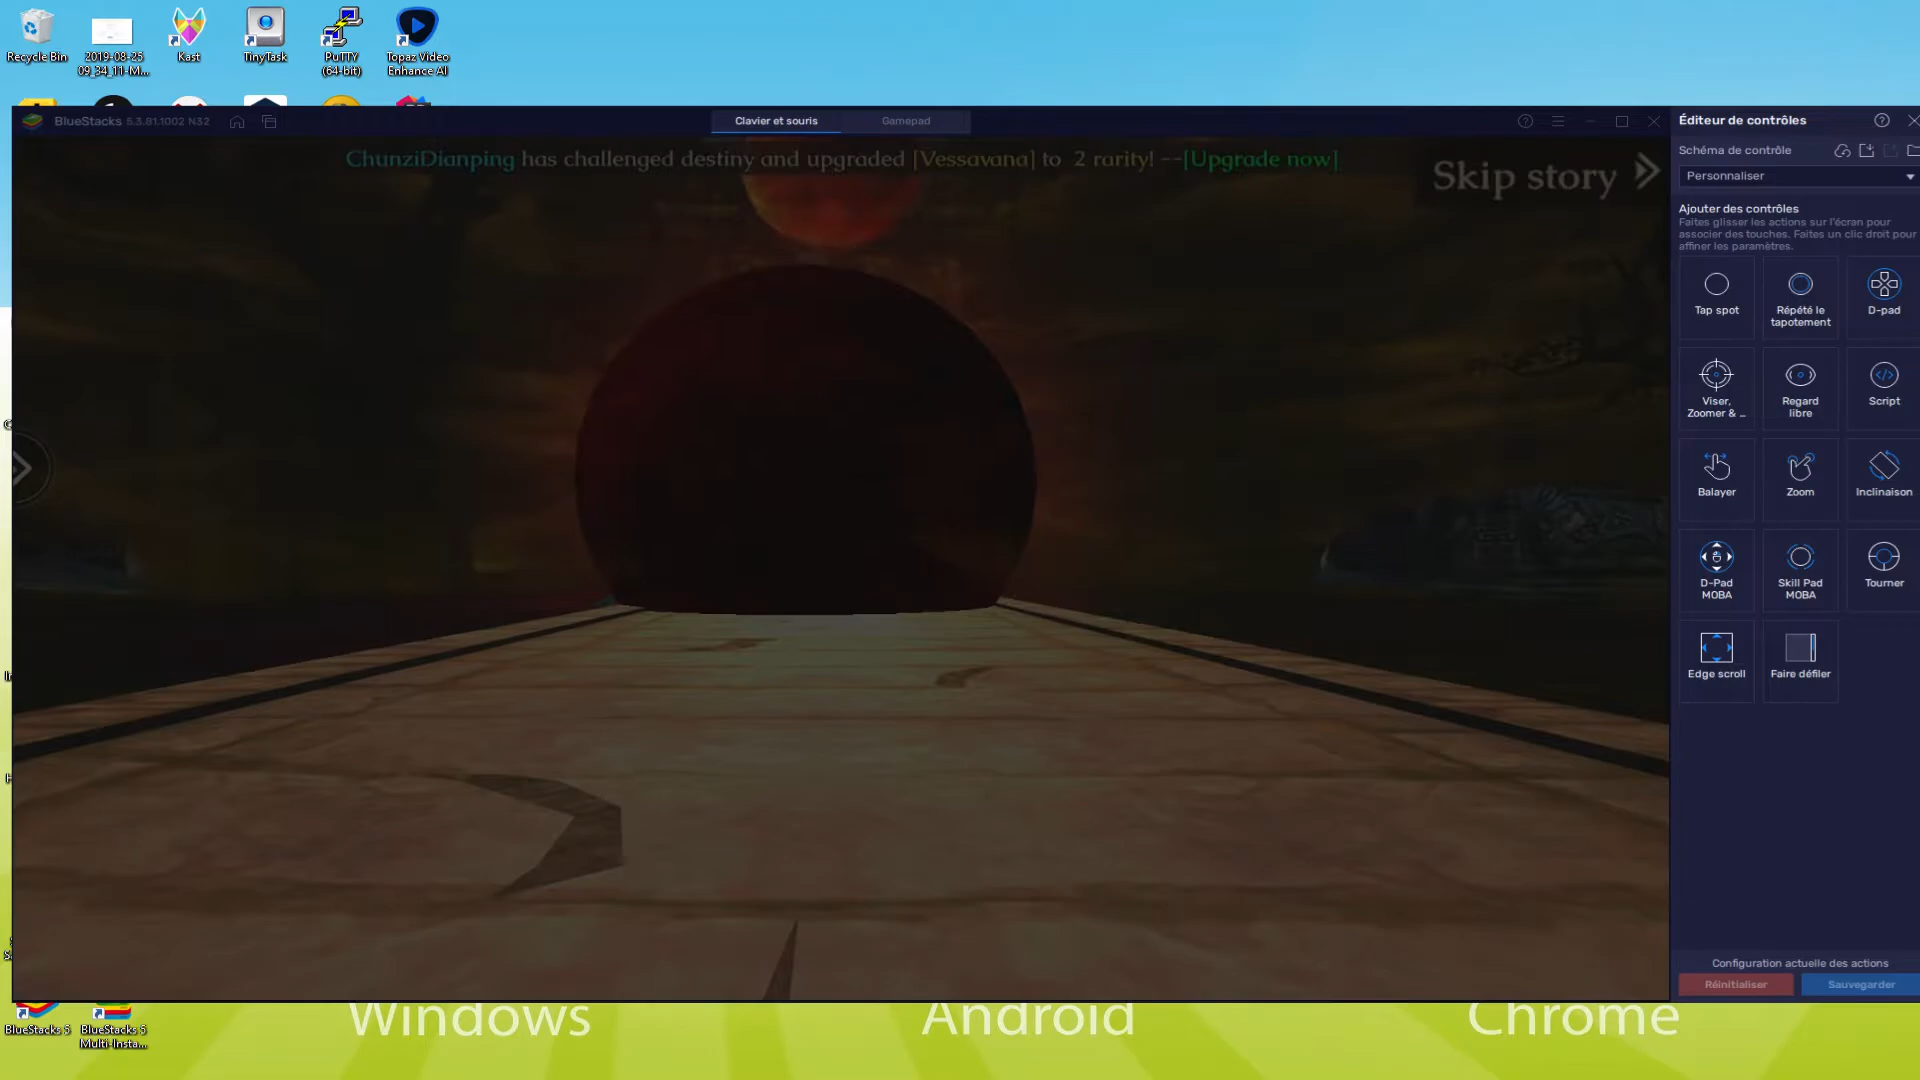 Recycle Bin
2019-08-25
09_34_11-M...
Kast
TinyTask
PuTTY
(64-bit)
Topaz Video
Enhance AI
BlueStacks 5.3.81.1002 N32
Clavier et souris
Gamepad
ChunziDianping has challenged destiny and upgraded [Vessavana] to 2 rarity! --[Upgrade now]
Skip story
Éditeur de contrôles
Schéma de contrôle
Personnaliser
Ajouter des contrôles
Faites glisser les actions sur l'écran pour
associer des touches. Faites un clic droit pour
affiner les paramètres.
Tap spot
Répété le
tapotement
D-pad
Viser,
Zoomer & ...
Regard
libre
Script
Balayer
Zoom
Inclinaison
D-Pad
MOBA
Skill Pad
MOBA
Tourner
Edge scroll
Faire défiler
Configuration actuelle des actions
Réinitialiser
Sauvegarder
BlueStacks 5
BlueStacks 5
Multi-Insta...
Windows
Android
Chrome